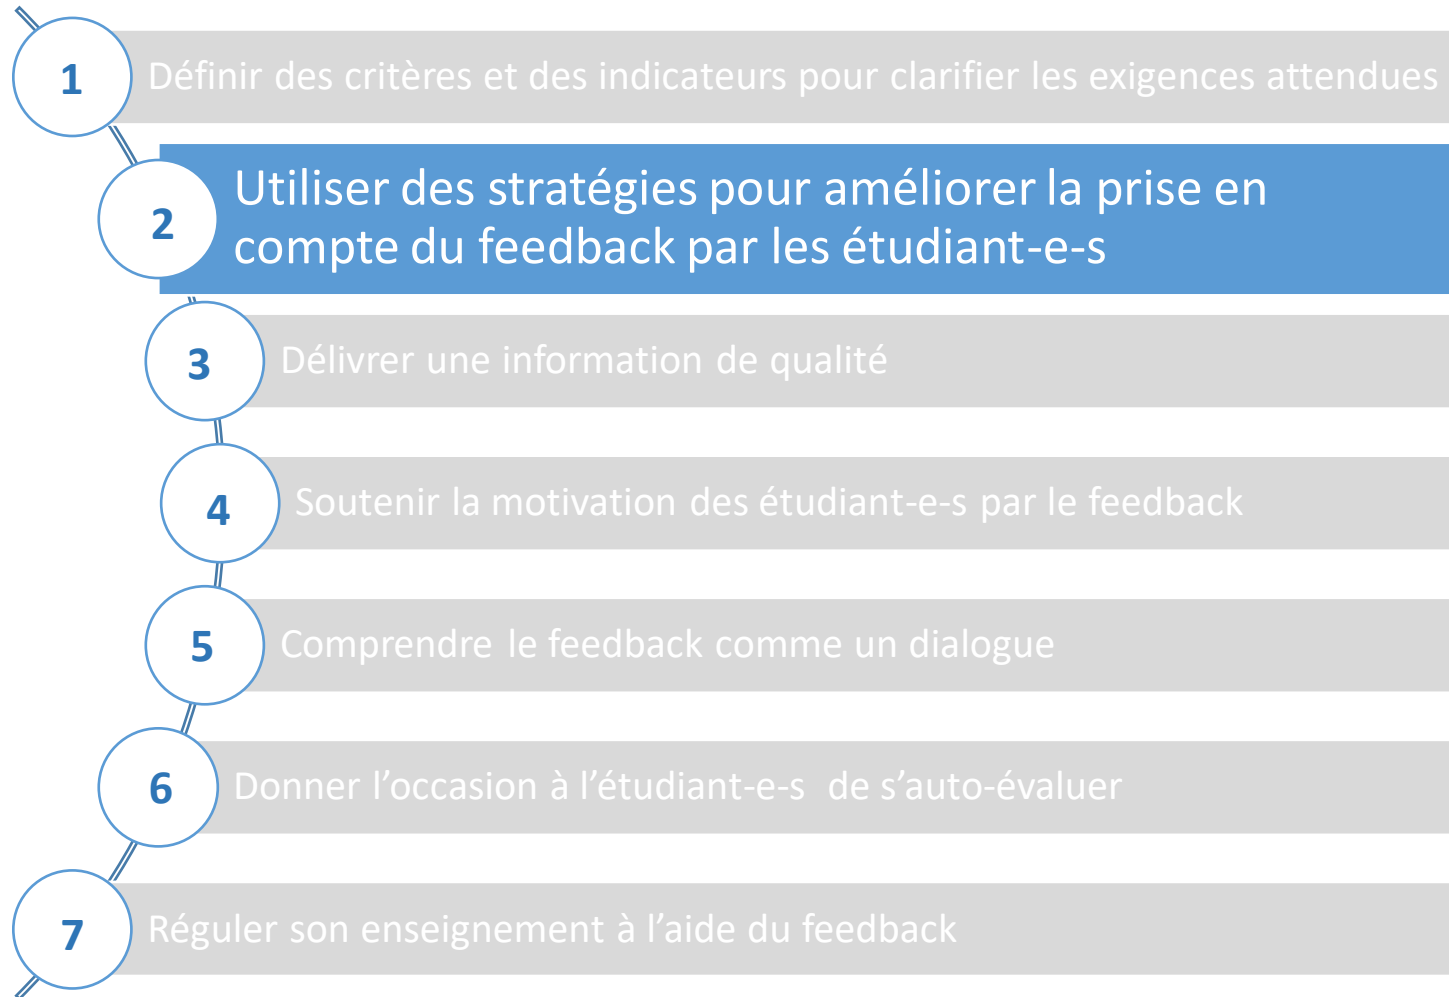 1
Définir des critères et des indicateurs pour clarifier les exigences attendues
2
Utiliser des stratégies pour améliorer la prise en
compte du feedback par les étudiant-e-s
3
Délivrer une information de qualité
4
Soutenir la motivation des étudiant-e-s par le feedback
5
Comprendre le feedback comme un dialogue
6
Donner l’occasion à l’étudiant-e-s de s’auto-évaluer
7
Réguler son enseignement à l’aide du feedback